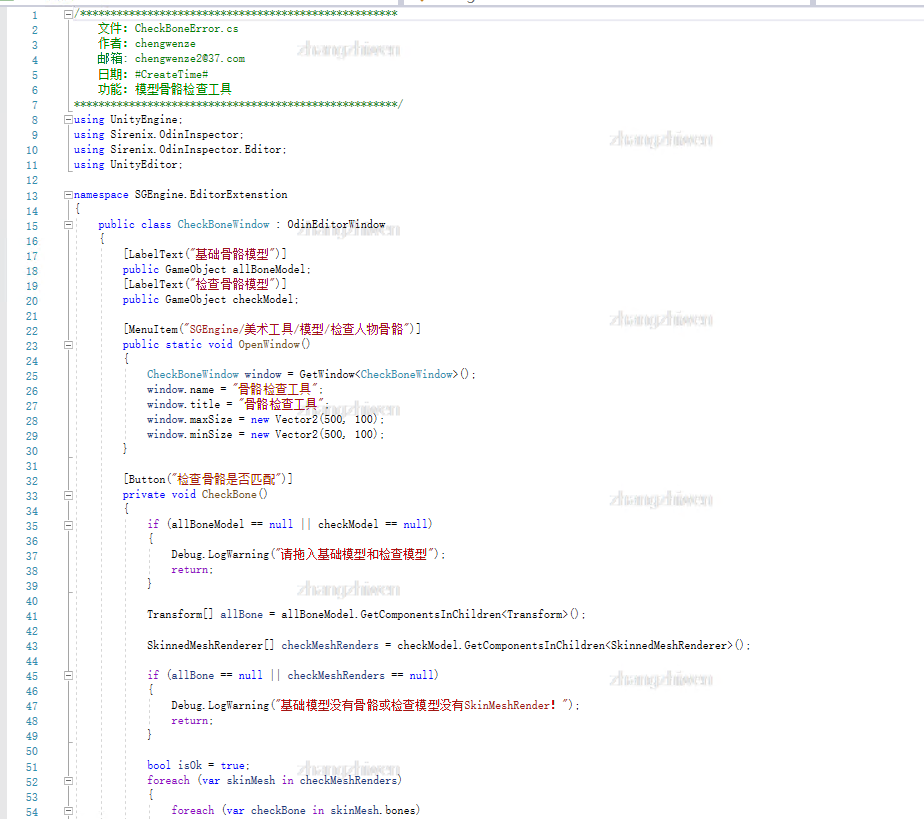 1 /****************************************************
2 文件: CheckBoneError.cs
3 作者: chengwenze
4 邮箱: chengwenze2@37.com
5 日期: #CreateTime#
6 功能: 模型骨骼检查工具
7 *****************************************************/
8 using UnityEngine;
9 using Sirenix.OdinInspector;
10 using Sirenix.OdinInspector.Editor;
11 using UnityEditor;
12
13 namespace SGEngine.EditorExtenstion
14 {
15 public class CheckBoneWindow : OdinEditorWindow
16 {
17 [LabelText("基础骨骼模型")]
18 public GameObject allBoneModel;
19 [LabelText("检查骨骼模型")]
20 public GameObject checkModel;
21
22 [MenuItem("SGEngine/美术工具/模型/检查人物骨骼")]
23 public static void OpenWindow()
24 {
25 CheckBoneWindow window = GetWindow<CheckBoneWindow>();
26 window.name = "骨骼检查工具";
27 window.title = "骨骼检查工具";
28 window.maxSize = new Vector2(500, 100);
29 window.minSize = new Vector2(500, 100);
30 }
31
32 [Button("检查骨骼是否匹配")]
33 private void CheckBone()
34 {
35 if (allBoneModel == null || checkModel == null)
36 {
37 Debug.LogWarning("请拖入基础模型和检查模型");
38 return;
39 }
40
41 Transform[] allBone = allBoneModel.GetComponentsInChildren<Transform>();
42
43 SkinnedMeshRenderer[] checkMeshRenders = checkModel.GetComponentsInChildren<SkinnedMeshRenderer>();
44
45 if (allBone == null || checkMeshRenders == null)
46 {
47 Debug.LogWarning("基础模型没有骨骼或检查模型没有SkinMeshRender! ");
48 return;
49 }
50
51 bool isOk = true;
52 foreach (var skinMesh in checkMeshRenders)
53 {
54 foreach (var checkBone in skinMesh.bones)